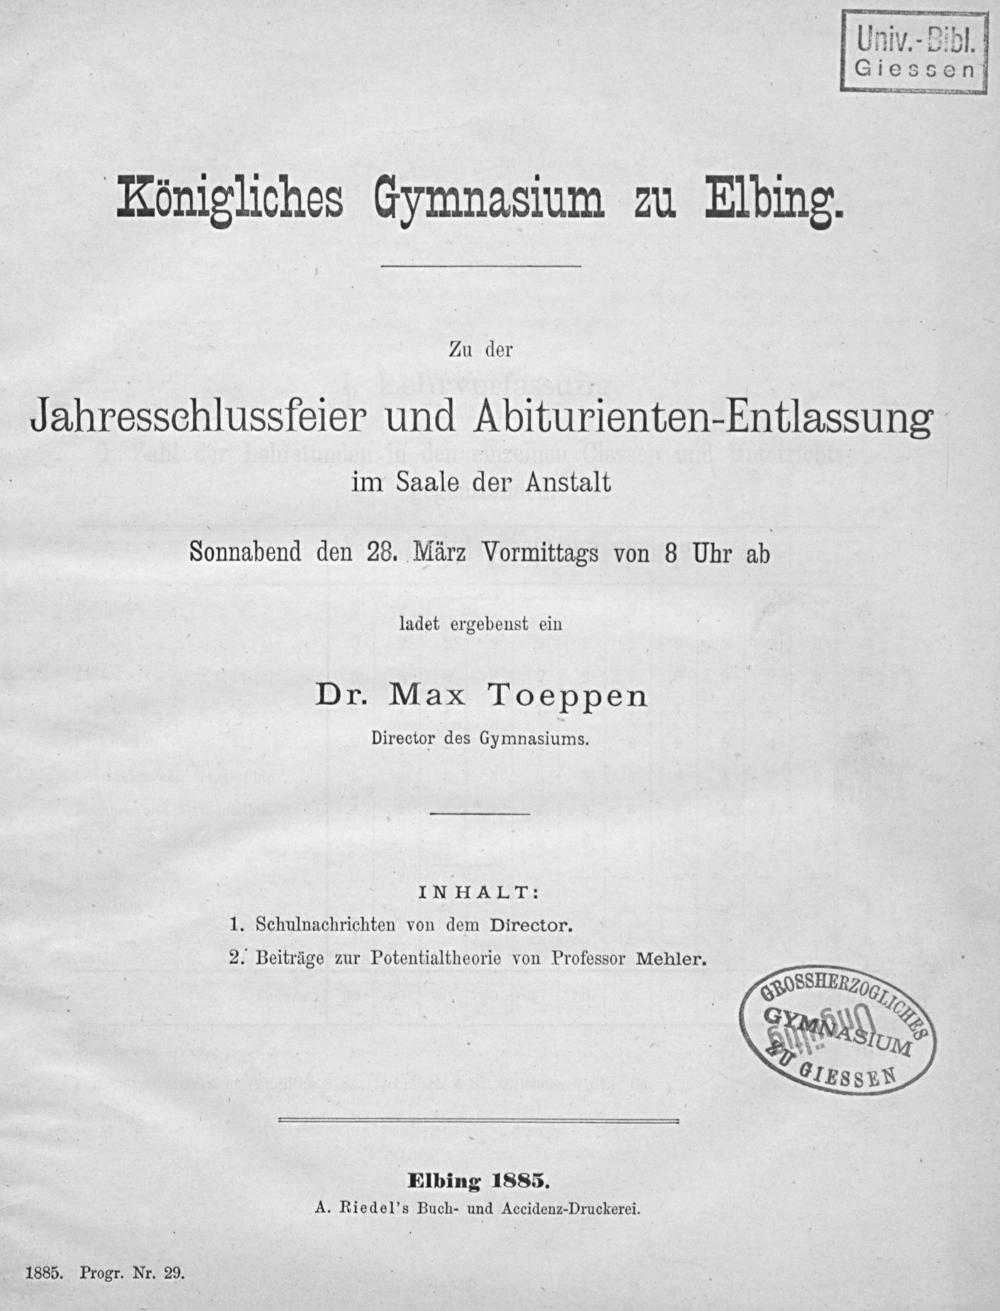 Univ.-Bibl.
Giessen
Königliches Gymnasium zu Elbing.
Zu der
Jahresschlussfeier und Abiturienten-Entlassung
im Saale der Anstalt
Sonnabend den 28. März Vormittags von 8 Uhr ab
ladet ergebenst ein
Dr. Max Toeppen
Director des Gymnasiums.
INHALT:
1. Schulnachrichten von dem Director.
2. Beiträge zur Potentialtheorie von Professor Mehler.
GROSSHERZOGLICHES
GYMNASIUM
ZU GIESSEN
Ungültig
Elbing 1885.
A. Riedel's Buch- und Accidenz-Druckerei.
1885. Progr. Nr. 29.